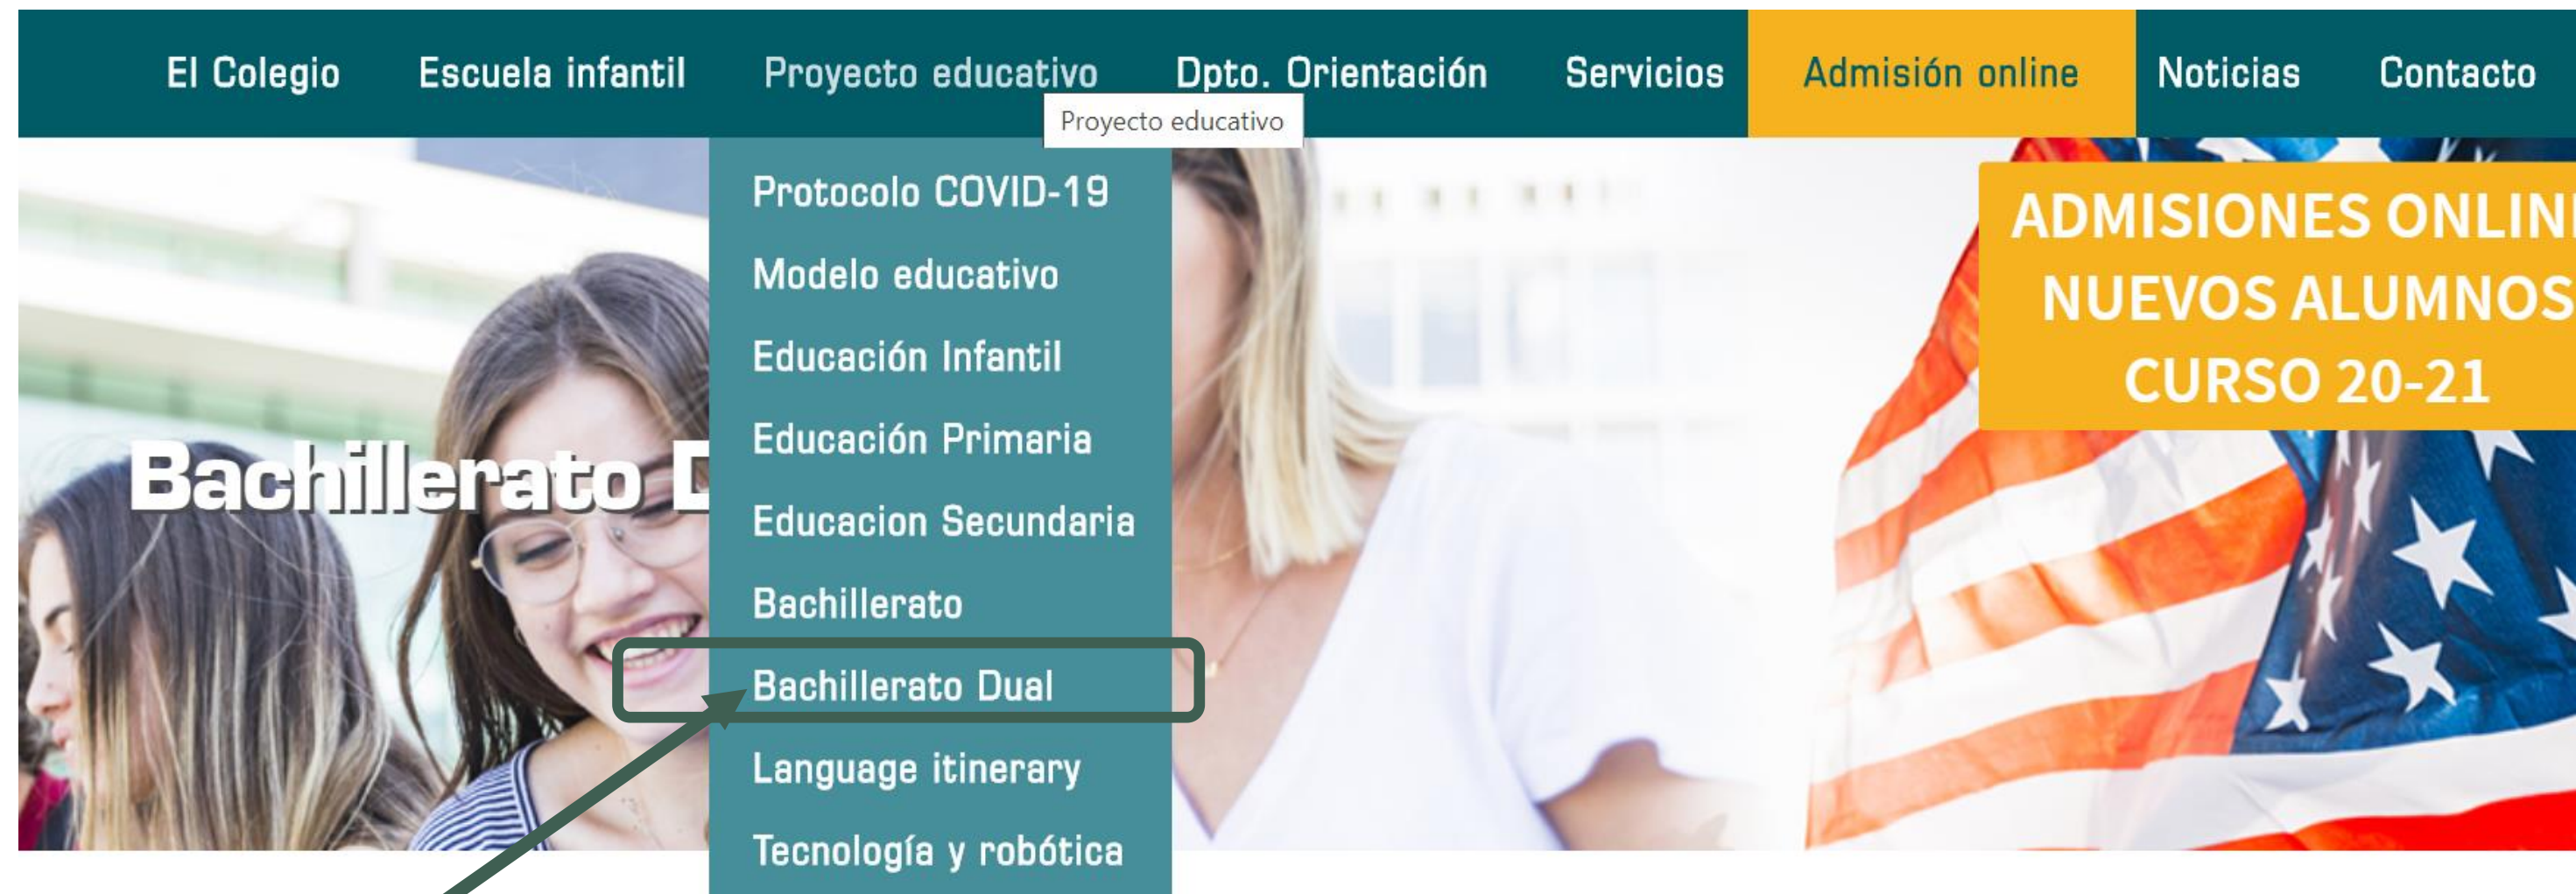 El Colegio Escuela infantil Proyecto educativo Dpto. Orientación Servicios Admisión online Noticias Contacto
Proyecto educativo
Protocolo COVID-19
Modelo educativo
Educación Infantil
Educación Primaria
Educacion Secundaria
Bachillerato
Bachillerato Dual
Language itinerary
Tecnología y robótica
Bachillerato D
ADMISIONES ONLINE
NUEVOS ALUMNOS
CURSO 20-21